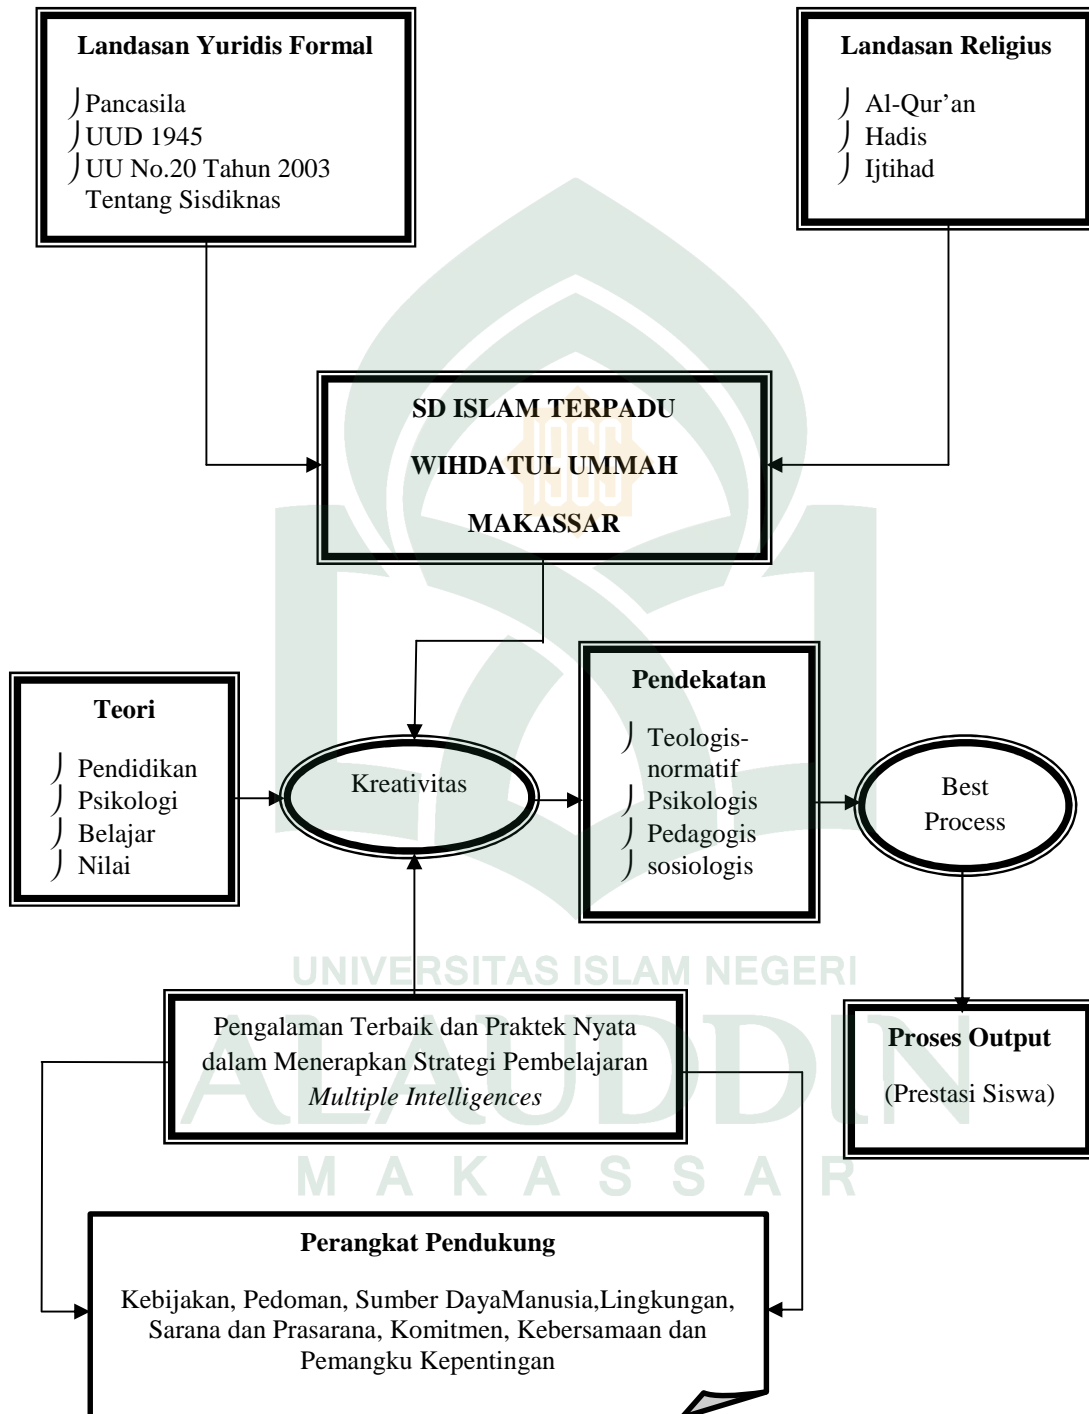 Landasan Yuridis Formal
Pancasila
UUD 1945
UU No.20 Tahun 2003
Tentang Sisdiknas
Landasan Religius
Al-Qur’an
Hadis
Ijtihad
SD ISLAM TERPADU
WIHDATUL UMMAH
MAKASSAR
1965
Teori
Pendidikan
Psikologi
Belajar
Nilai
Kreativitas
Pendekatan
Teologis-
normatif
Psikologis
Pedagogis
sosiologis
Best
Process
UNIVERSITAS ISLAM NEGERI
ALAUDDIN
MAKASSAR
Pengalaman Terbaik dan Praktek Nyata
dalam Menerapkan Strategi Pembelajaran
Multiple Intelligences
Proses Output
(Prestasi Siswa)
Perangkat Pendukung
Kebijakan, Pedoman, Sumber DayaManusia,Lingkungan,
Sarana dan Prasarana, Komitmen, Kebersamaan dan
Pemangku Kepentingan